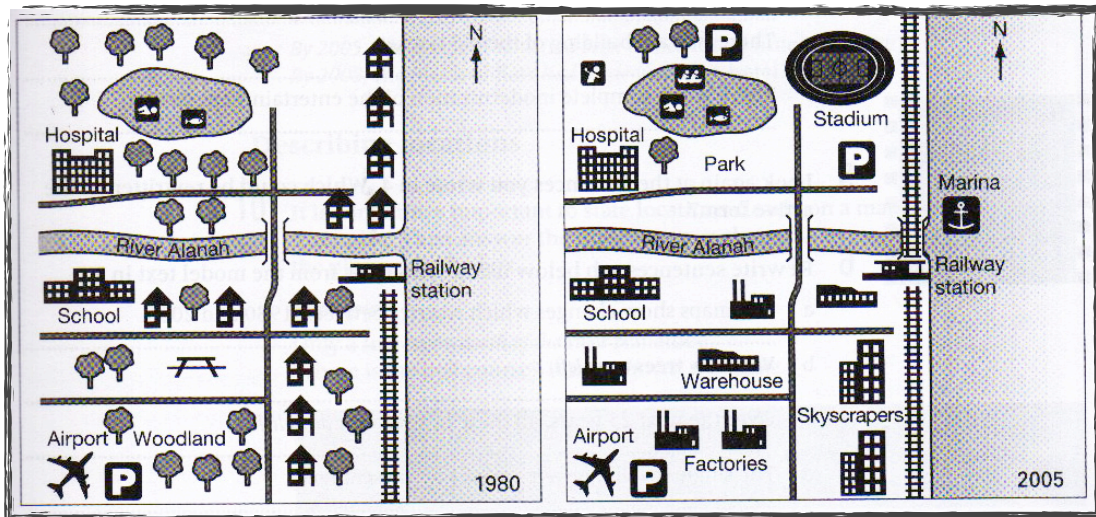 N
Hospital
River Alanah
Railway
station
School
Airport
Woodland
P
1980
N
P
Stadium
Hospital
Park
P
Marina
River Alanah
Railway
station
School
Warehouse
Skyscrapers
Airport
Factories
P
2005